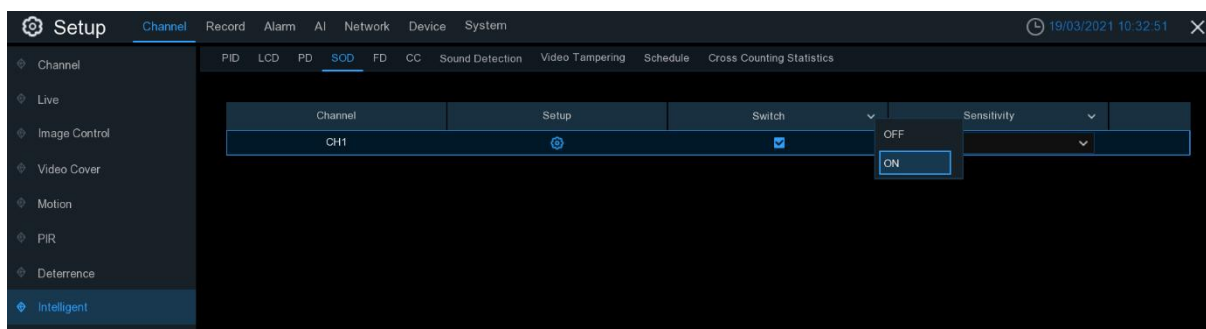 Setup Channel Record Alarm AI Network Device System 19/03/2021 10:32:51
PID LCD PD SOD FD CC Sound Detection Video Tampering Schedule Cross Counting Statistics
Channel
Live
Image Control
Video Cover
Motion
PIR
Deterrence
Intelligent
Channel Setup Switch Sensitivity
CH1
OFF
ON